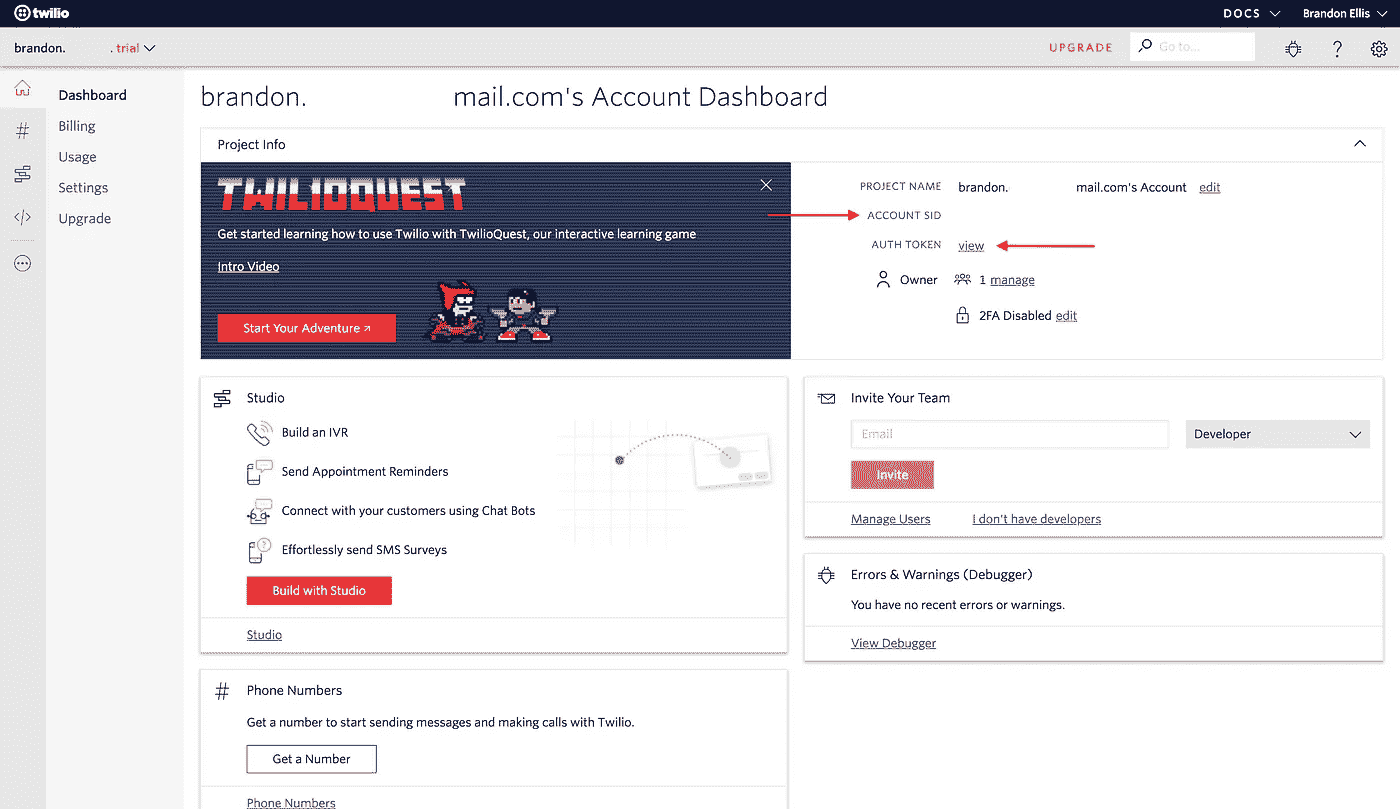 twilio
DOCS
Brandon Ellis
brandon. . trial
UPGRADE
Go to...
Dashboard
Billing
Usage
Settings
Upgrade
brandon. mail.com's Account Dashboard
Project Info
TWILIOQUEST
Get started learning how to use Twilio with TwilioQuest, our interactive learning game
Intro Video
Start Your Adventure
PROJECT NAME brandon. mail.com's Account edit
ACCOUNT SID
AUTH TOKEN view
Owner 1 manage
2FA Disabled edit
Studio
Build an IVR
Send Appointment Reminders
Connect with your customers using Chat Bots
Effortlessly send SMS Surveys
Build with Studio
Studio
Invite Your Team
Email
Developer
Invite
Manage Users I don't have developers
Errors & Warnings (Debugger)
You have no recent errors or warnings.
View Debugger
# Phone Numbers
Get a number to start sending messages and making calls with Twilio.
Get a Number
Phone Numbers